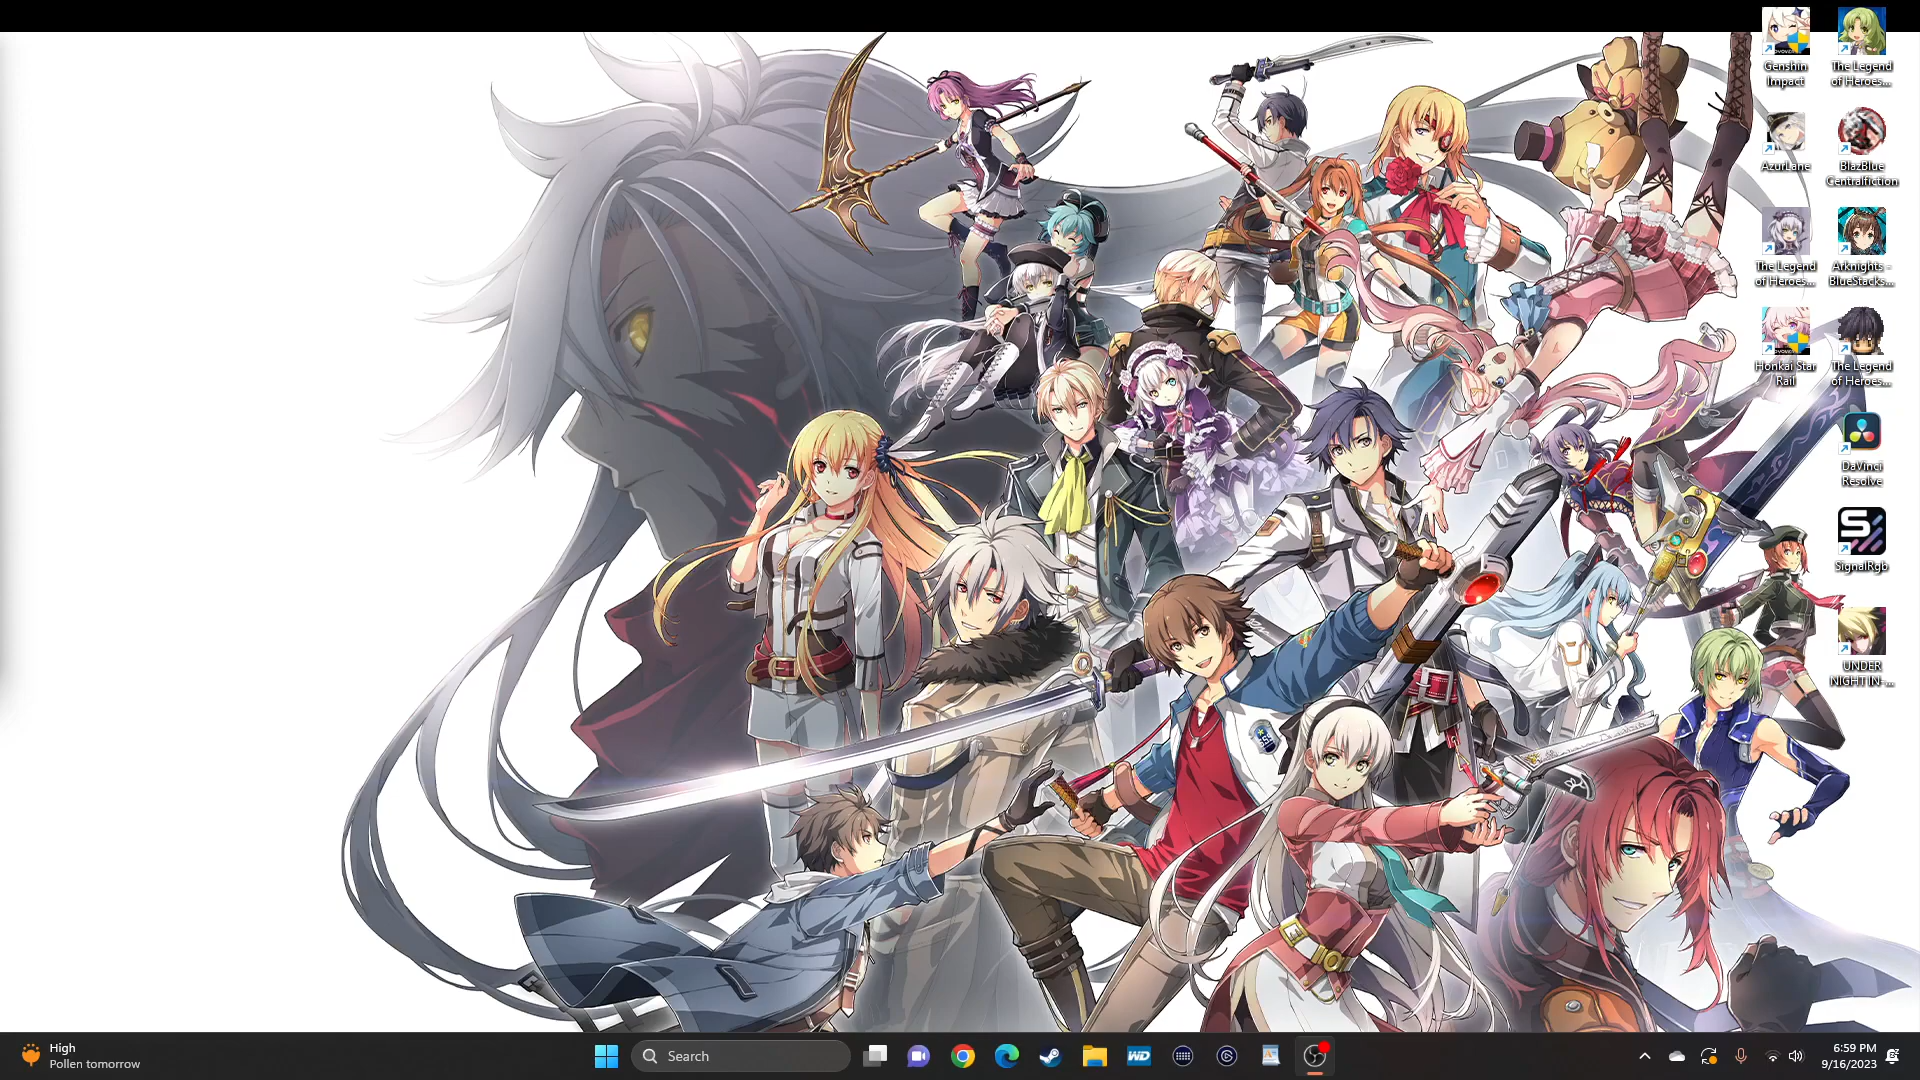 Genshin
Impact
The Legend
of Heroes...
AzurLane
BlazBlue
Centralfiction
The Legend
of Heroes...
Arknights -
BlueStacks...
Honkai Star
Rail
The Legend
of Heroes...
DaVinci
Resolve
SignalRgb
UNDER
NIGHT IN-...
High
Pollen tomorrow
Search
WD
6:59 PM
9/16/2023